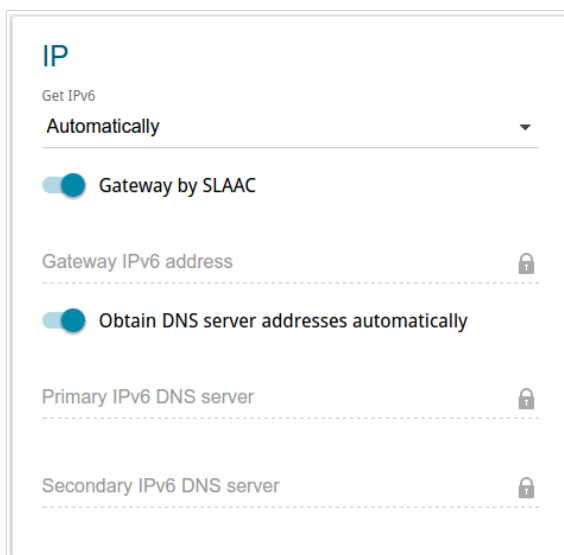 IP
Get IPv6
Automatically
Gateway by SLAAC
Gateway IPv6 address
Obtain DNS server addresses automatically
Primary IPv6 DNS server
Secondary IPv6 DNS server